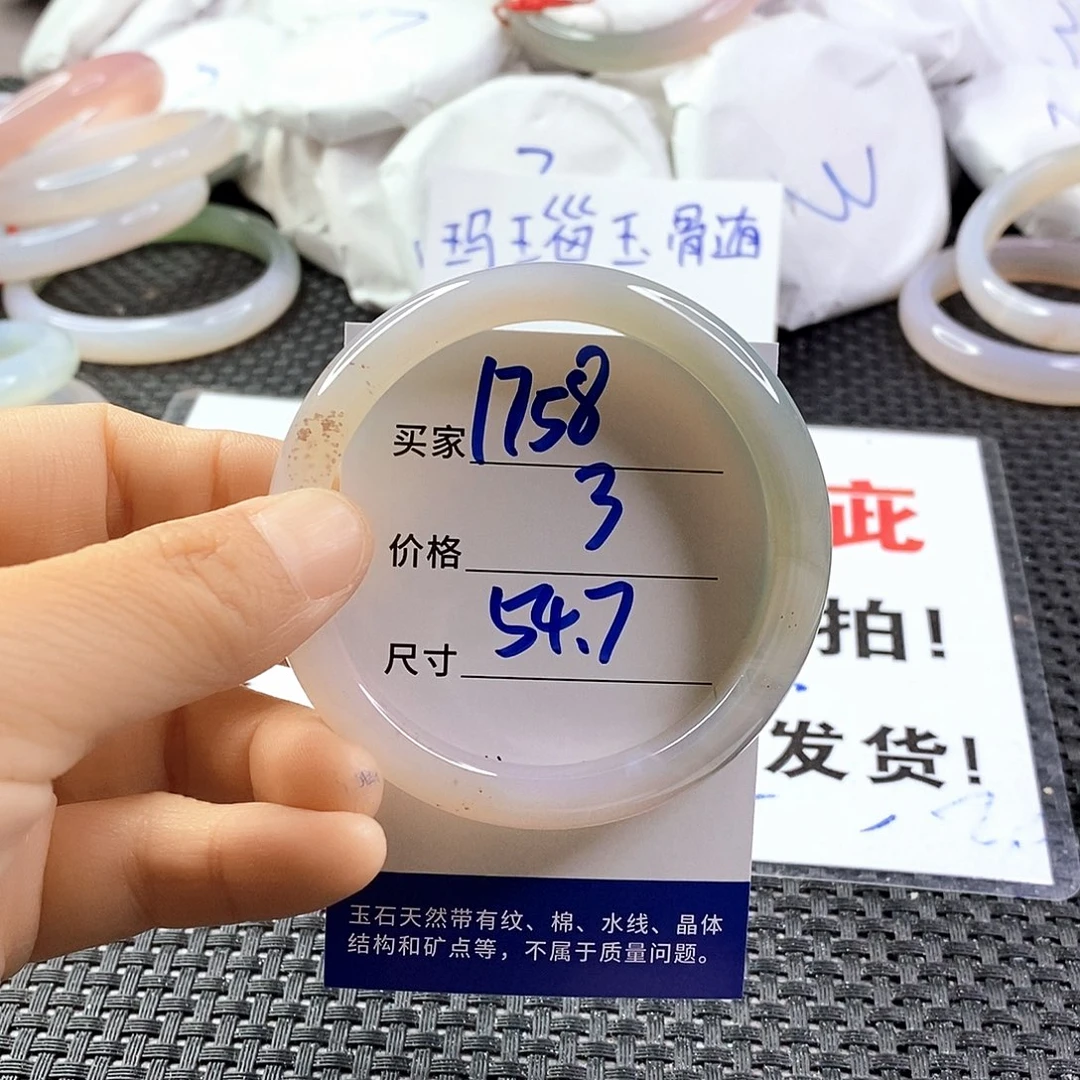 玛瑙玉骨髓
买家 1758
价格 3
尺寸 54.7
此
拍！
发货！
玉石天然带有纹、棉、水线、晶体
结构和矿点等，不属于质量问题。